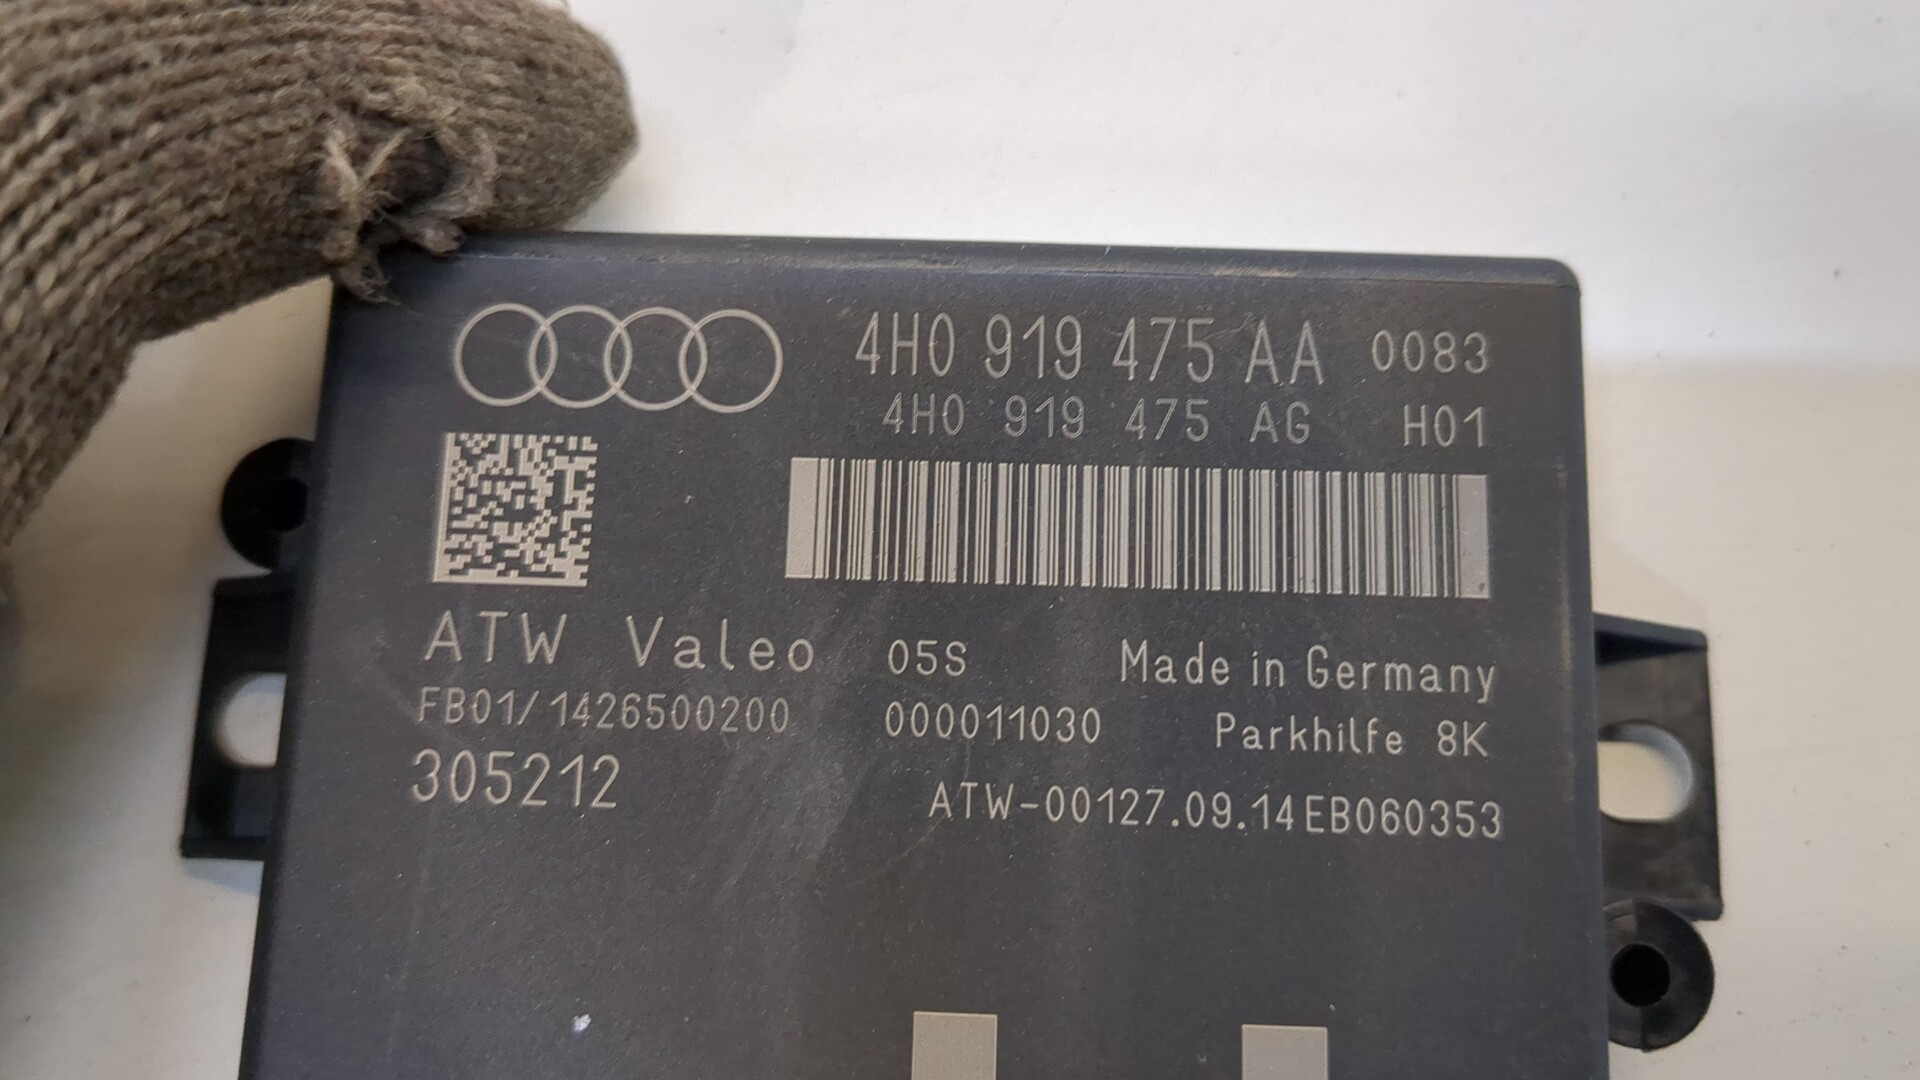 4H0 919 475 AA 0083
4H0 919 475 AG H01
ATW Valeo 05S Made in Germany
FB01/1426500200 000011030 Parkhilfe 8K
305212 ATW-00127.09.14EB060353